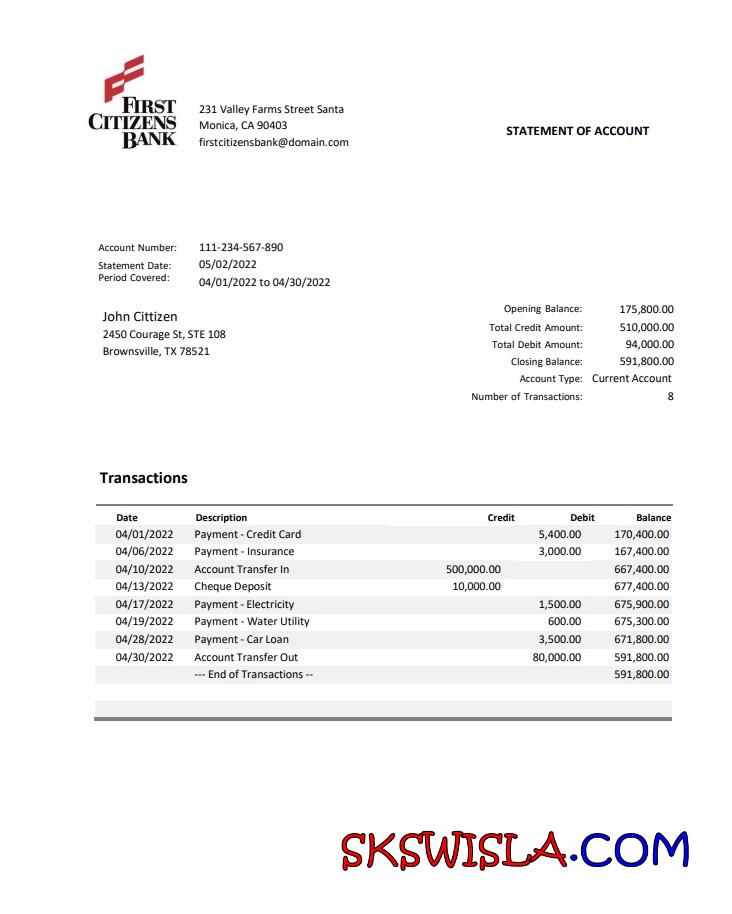 FIRST
CITIZENS
BANK
231 Valley Farms Street Santa
Monica, CA 90403
firstcitizensbank@domain.com
STATEMENT OF ACCOUNT
Account Number: 111-234-567-890
Statement Date: 05/02/2022
Period Covered: 04/01/2022 to 04/30/2022
John Cittizen
2450 Courage St, STE 108
Brownsville, TX 78521
Opening Balance: 175,800.00
Total Credit Amount: 510,000.00
Total Debit Amount: 94,000.00
Closing Balance: 591,800.00
Account Type: Current Account
Number of Transactions: 8
Transactions
Date Description Credit Debit Balance
04/01/2022 Payment - Credit Card 5,400.00 170,400.00
04/06/2022 Payment - Insurance 3,000.00 167,400.00
04/10/2022 Account Transfer In 500,000.00 667,400.00
04/13/2022 Cheque Deposit 10,000.00 677,400.00
04/17/2022 Payment - Electricity 1,500.00 675,900.00
04/19/2022 Payment - Water Utility 600.00 675,300.00
04/28/2022 Payment - Car Loan 3,500.00 671,800.00
04/30/2022 Account Transfer Out 80,000.00 591,800.00
--- End of Transactions -- 591,800.00
SKSWISLA.COM